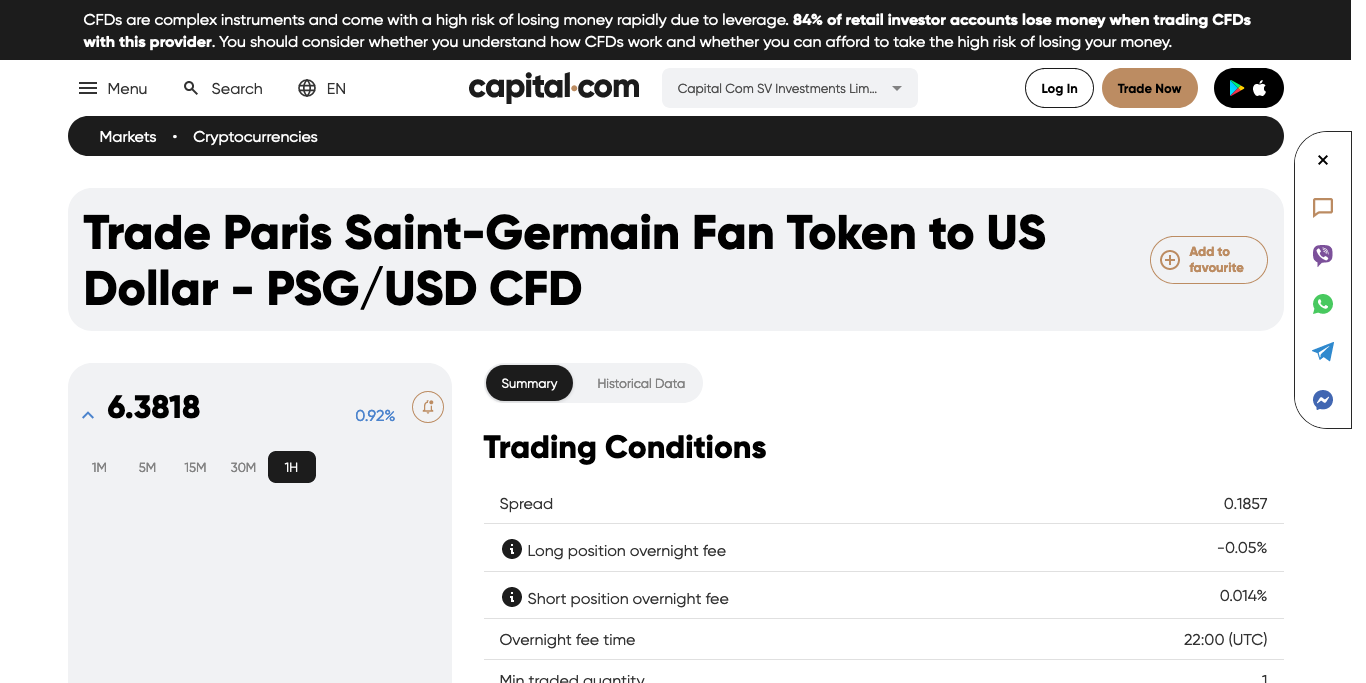 CFDs are complex instruments and come with a high risk of losing money rapidly due to leverage. 84% of retail investor accounts lose money when trading CFDs
with this provider. You should consider whether you understand how CFDs work and whether you can afford to take the high risk of losing your money.
Menu
Search
EN
capital.com
Capital Com SV Investments Lim...
Log In
Trade Now
Markets • Cryptocurrencies
Trade Paris Saint-Germain Fan Token to US
Dollar - PSG/USD CFD
Add to
favourite
6.3818
0.92%
1M 5M 15M 30M 1H
Summary
Historical Data
Trading Conditions
Spread 0.1857
Long position overnight fee -0.05%
Short position overnight fee 0.014%
Overnight fee time 22:00 (UTC)
Min traded quantity 1